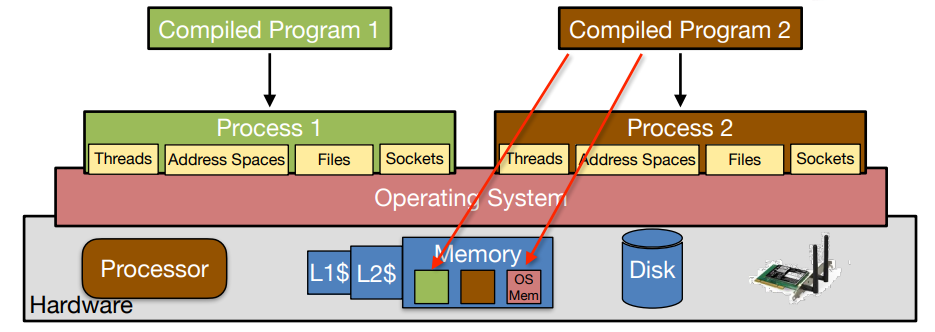 Compiled Program 1
Compiled Program 2
Process 1
Process 2
Threads
Address Spaces
Files
Sockets
Threads
Address Spaces
Files
Sockets
Operating System
Memory
Processor
L1$
L2$
OS
Mem
Disk
Hardware